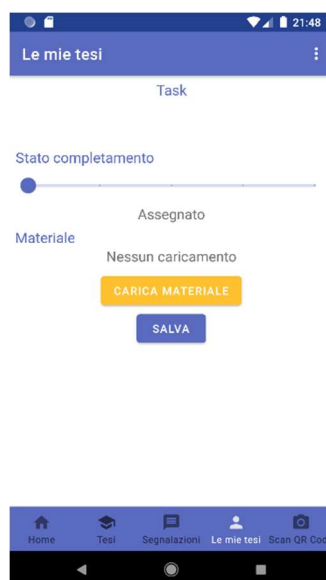 21:48
Le mie tesi
Task
Stato completamento
Assegnato
Materiale
Nessun caricamento
CARICA MATERIALE
SALVA
Home Tesi Segnalazioni Le mie tesi Scan QR Cod